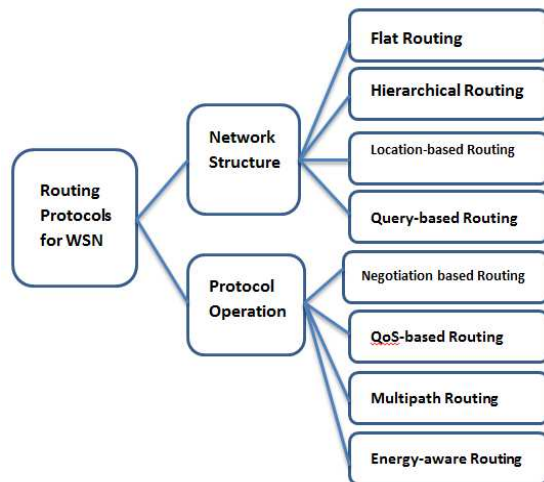 Routing
Protocols
for WSN
Network
Structure
Protocol
Operation
Flat Routing
Hierarchical Routing
Location-based Routing
Query-based Routing
Negotiation based Routing
QoS-based Routing
Multipath Routing
Energy-aware Routing